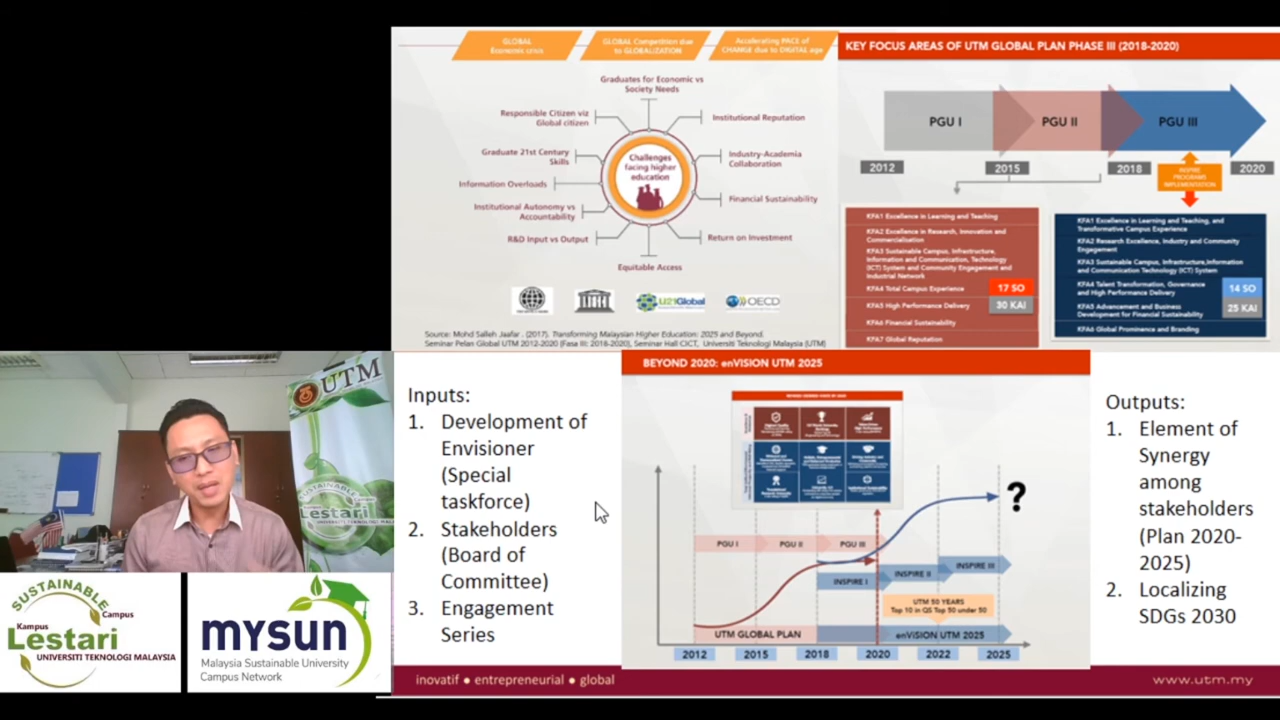 GLOBAL
Economic crisis
GLOBAL Competition due
to GLOBALIZATION
Accelerating PACE of
CHANGE due to DIGITAL age
Graduates for Economic vs
Society Needs
Responsible Citizen viz
Global citizen
Institutional Reputation
Graduate 21st Century
Skills
Challenges
facing higher
education
Industry-Academia
Collaboration
Information Overloads
Financial Sustainability
Institutional Autonomy vs
Accountability
R&D Input vs Output
Return on Investment
Equitable Access
UNESCO
U21Global
OECD
Source: Mohd Salleh Jaafar . (2017). Transforming Malaysian Higher Education: 2025 and Beyond.
Seminar Pelan Global UTM 2012-2020 (Fasa III: 2018-2020), Seminar Hall CICT, Universiti Teknologi Malaysia (UTM)
KEY FOCUS AREAS OF UTM GLOBAL PLAN PHASE III (2018-2020)
PGU I
PGU II
PGU III
2012
2015
2018
2020
INSPIRE
PROGRAMS
IMPLEMENTATION
KFA1 Excellence in Learning and Teaching
KFA2 Excellence in Research, Innovation and
Commercialisation
KFA3 Sustainable Campus, Infrastructure,
Information and Communication, Technology
(ICT) System and Community Engagement and
Industrial Network
KFA4 Total Campus Experience
KFA5 High Performance Delivery
KFA6 Financial Sustainability
KFA7 Global Reputation
17 SO
30 KAI
KFA1 Excellence in Learning and Teaching, and
Transformative Campus Experience
KFA2 Research Excellence, Industry and Community
Engagement
KFA3 Sustainable Campus, Infrastructure,Information
and Communication Technology (ICT) System
KFA4 Talent Transformation, Governance
and High Performance Delivery
KFA5 Advancement and Business
Development for Financial Sustainability
KFA6 Global Prominence and Branding
14 SO
25 KAI
UTM
SUSTAINABLE
Lestari
UNIVERSITI TEKNOLOGI MALAYSIA
Inputs:
1. Development of
Envisioner
(Special
taskforce)
2. Stakeholders
(Board of
Committee)
3. Engagement
Series
BEYOND 2020: enVISION UTM 2025
PGU I
PGU II
PGU III
INSPIRE I
INSPIRE II
INSPIRE III
?
UTM 50 YEARS
Top 10 in QS Top 50 under 50
UTM GLOBAL PLAN
enVISION UTM 2025
2012
2015
2018
2020
2022
2025
Outputs:
1. Element of
Synergy
among
stakeholders
(Plan 2020-
2025)
2. Localizing
SDGs 2030
SUSTAINABLE
Campus
Kampus
Lestari
UNIVERSITI TEKNOLOGI MALAYSIA
mysun
Malaysia Sustainable University
Campus Network
inovatif ● entrepreneurial ● global
www.utm.my